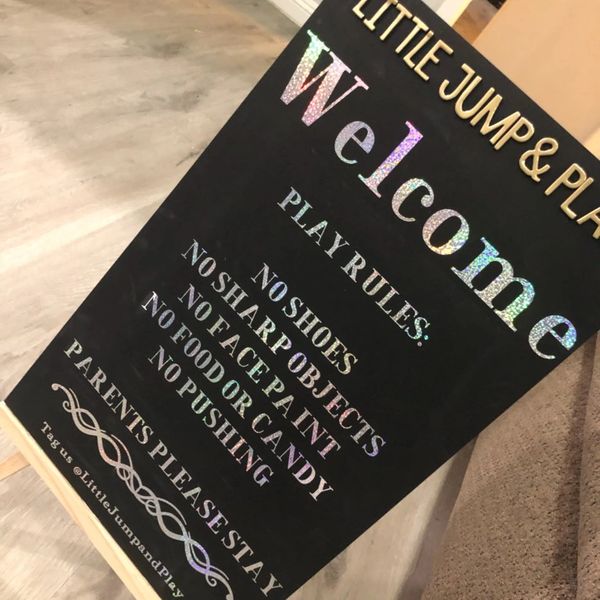 LITTLE JUMP & PLA
Welcome
PLAY RULES:
NO SHOES
NO SHARP OBJECTS
NO FACE PAINT
NO FOOD OR CANDY
NO PUSHING
PARENTS PLEASE STAY
Tag us @LittleJumpandPlay